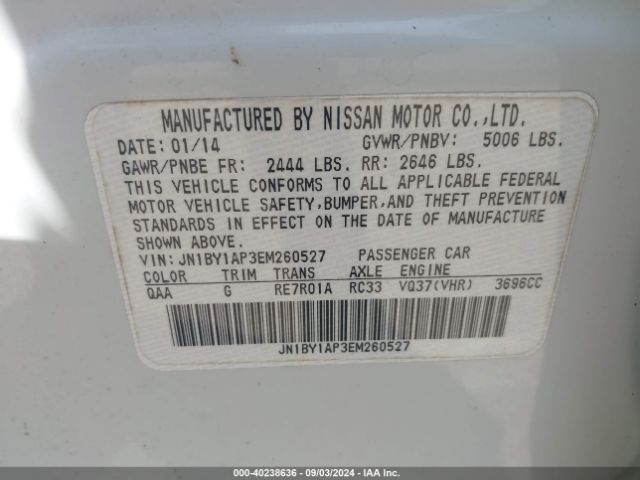 MANUFACTURED BY NISSAN MOTOR CO.,LTD.
DATE: 01/14 GVWR/PNBV: 5006 LBS.
GAWR/PNBE FR: 2444 LBS. RR: 2646 LBS.
THIS VEHICLE CONFORMS TO ALL APPLICABLE FEDERAL
MOTOR VEHICLE SAFETY,BUMPER,AND THEFT PREVENTION
STANDARDS IN EFFECT ON THE DATE OF MANUFACTURE
SHOWN ABOVE.
VIN: JN1BY1AP3EM260527 PASSENGER CAR
COLOR TRIM TRANS AXLE ENGINE
QAA G RE7R01A RC33 VQ37(VHR) 3696CC
JN1BY1AP3EM260527
000-40238636 - 09/03/2024 - IAA Inc.